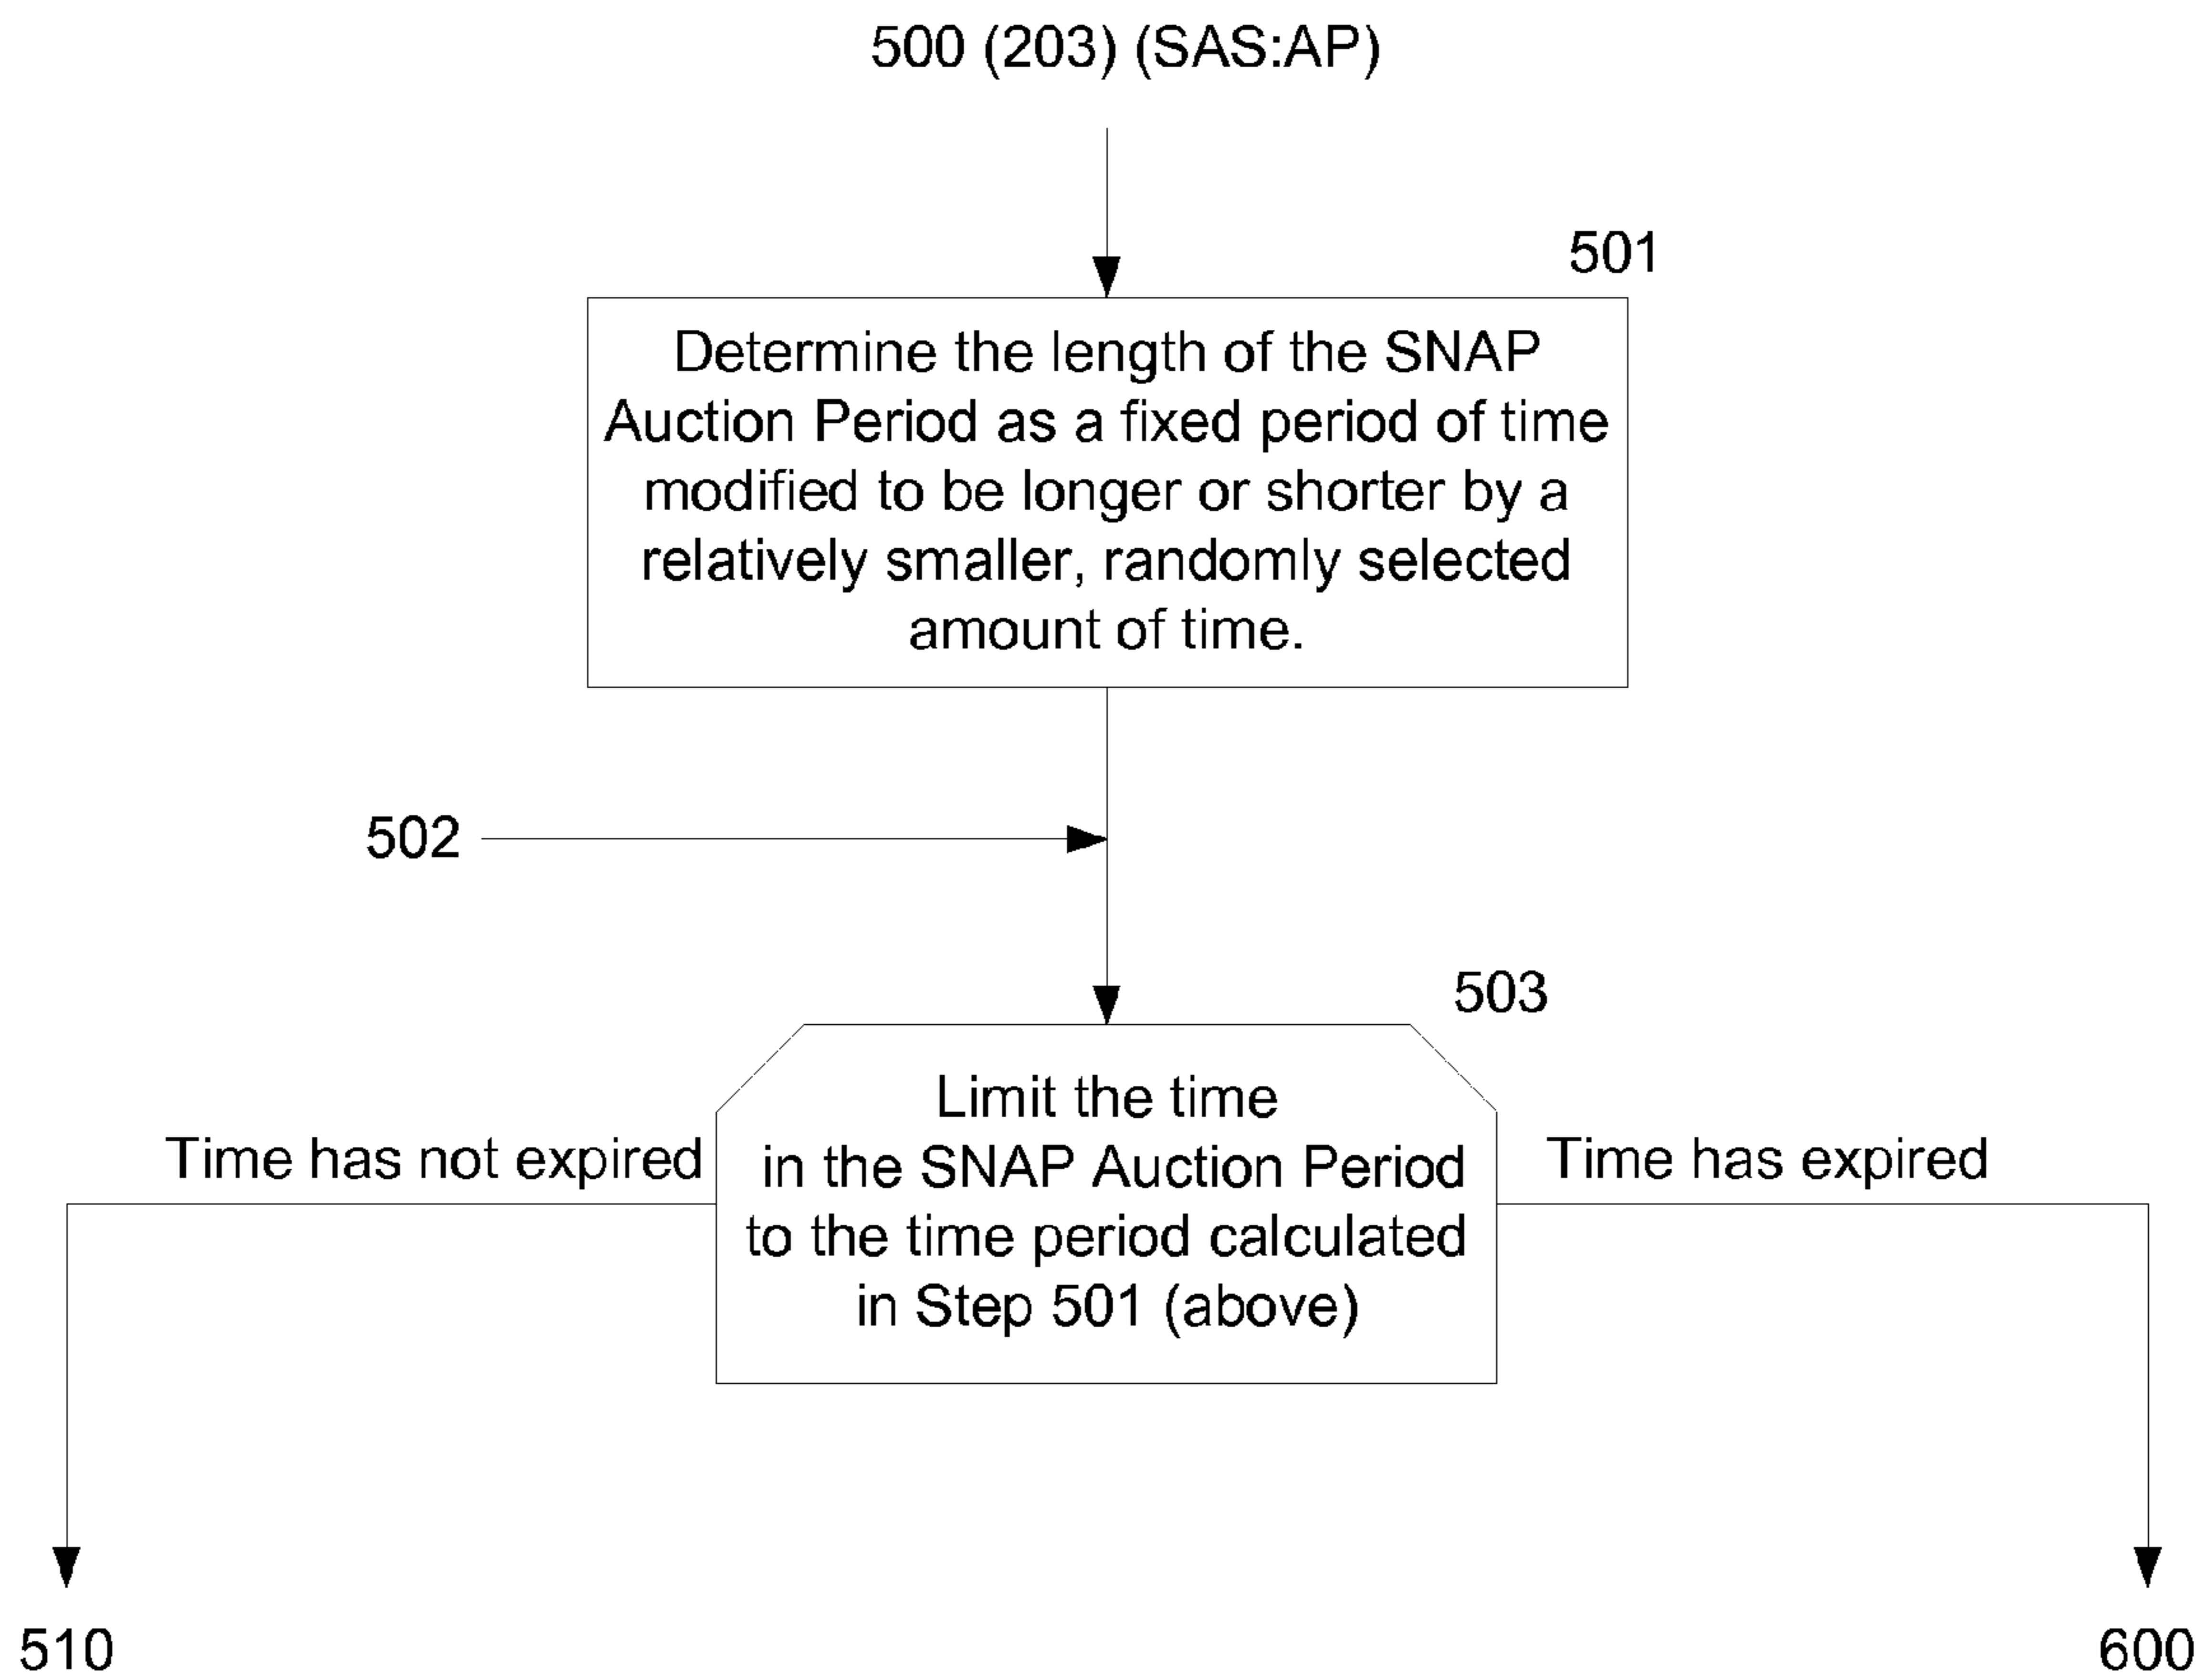 500 (203) (SAS:AP)
501
Determine the length of the SNAP
Auction Period as a fixed period of time
modified to be longer or shorter by a
relatively smaller, randomly selected
amount of time.
502
503
Limit the time
in the SNAP Auction Period
to the time period calculated
in Step 501 (above)
Time has not expired
Time has expired
510
600